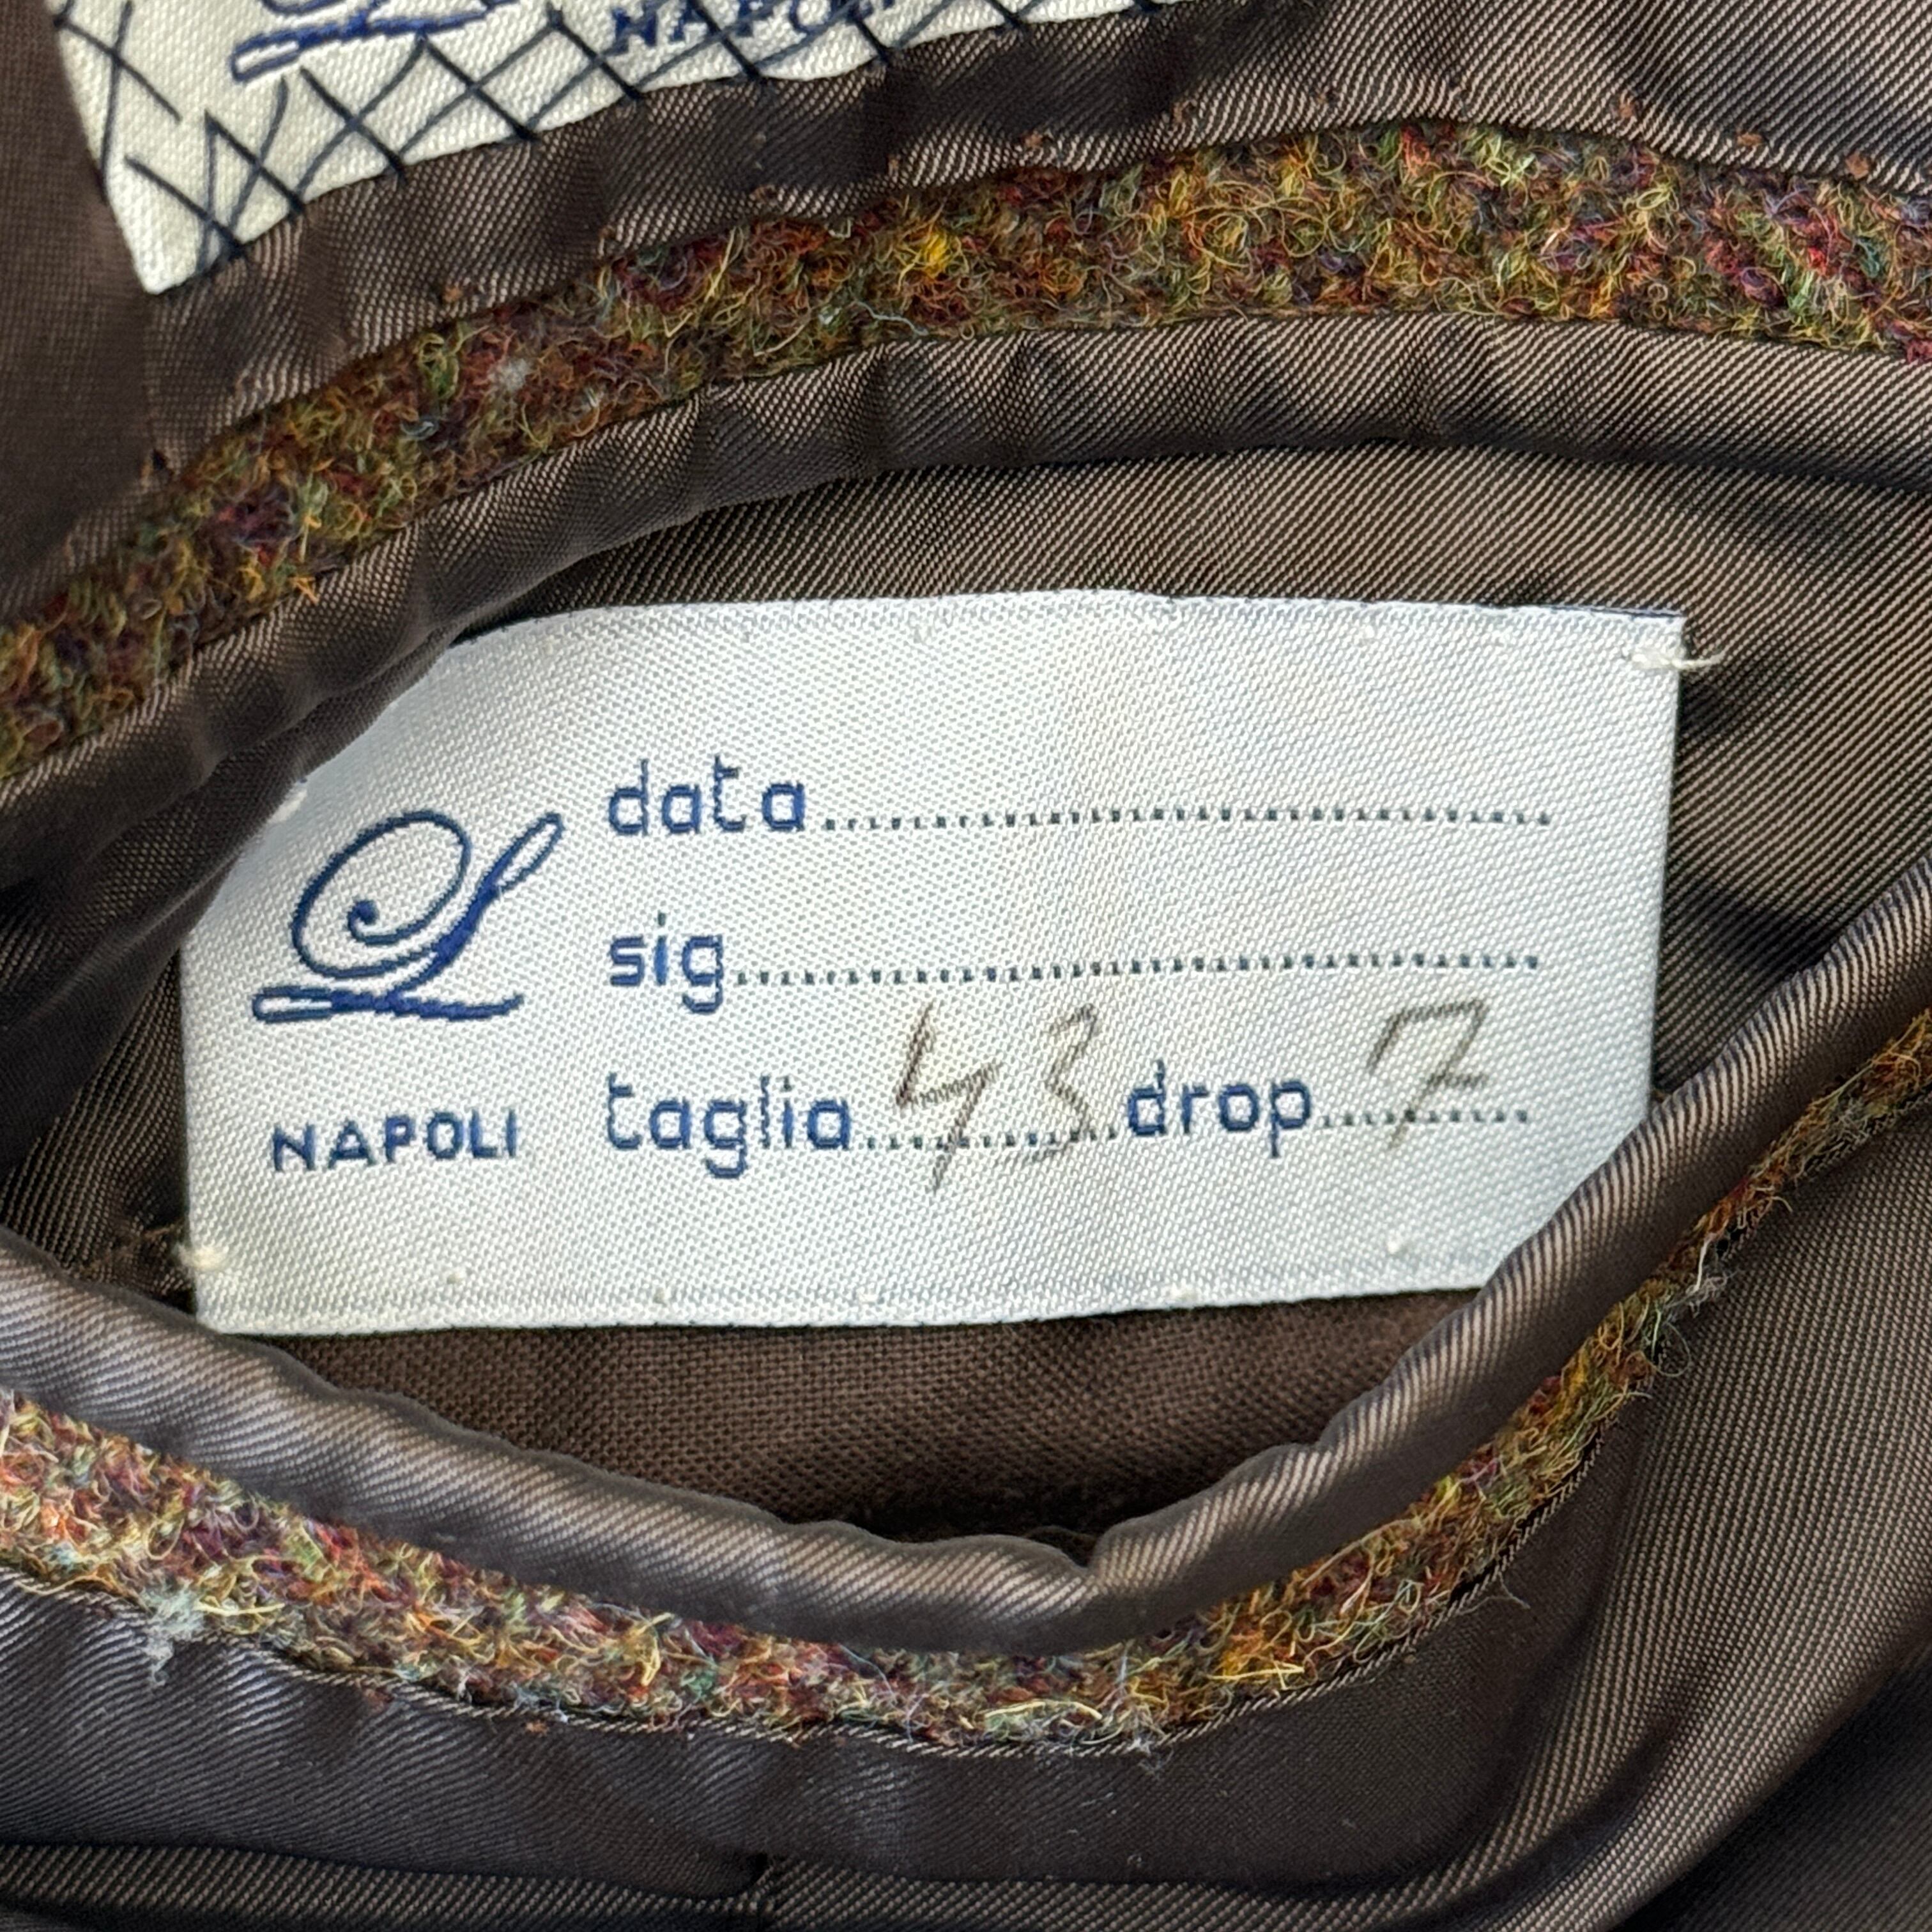 NAPOLI
data....................
sig....................
taglia 43 drop 7
NAPOLI